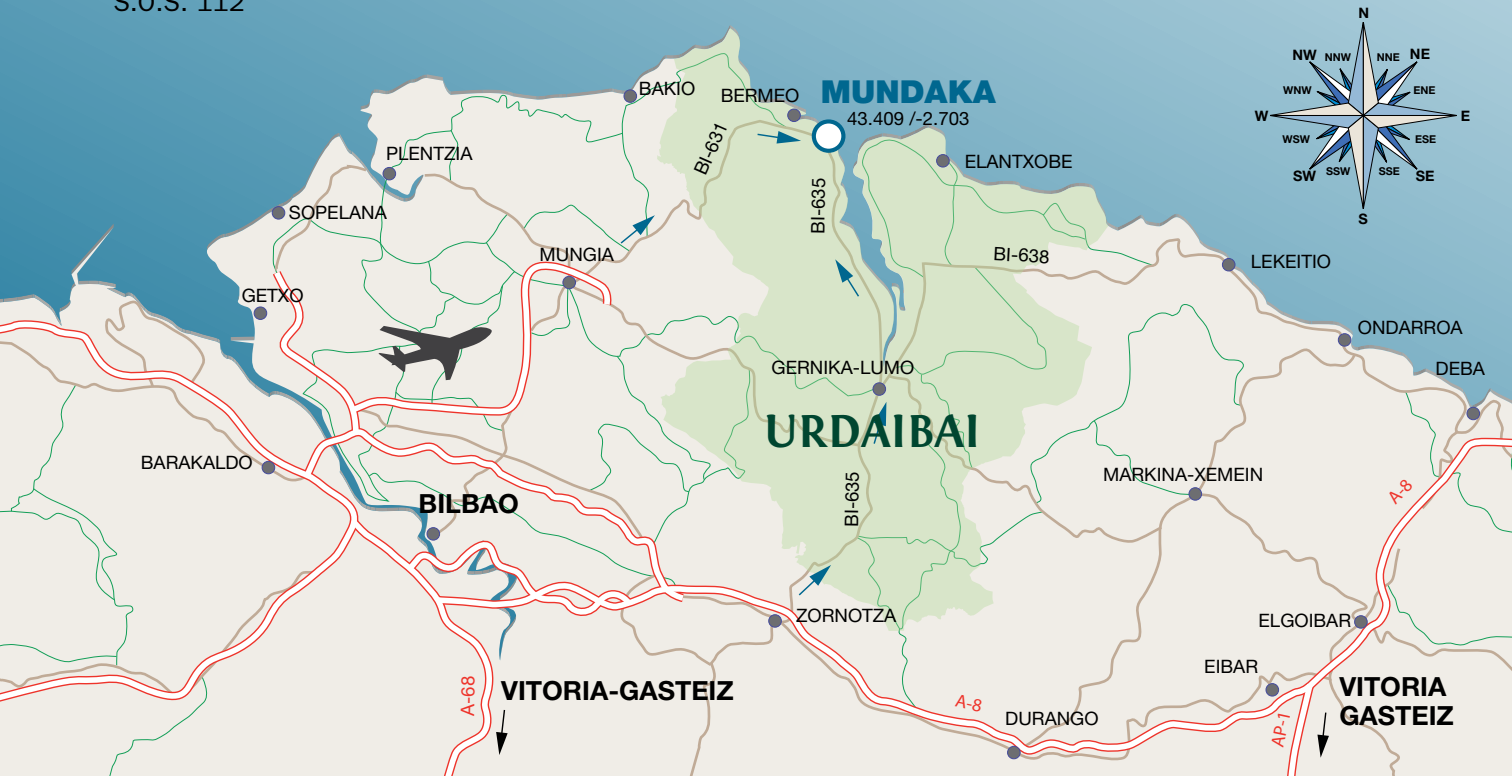 S.O.S. 112
N
NNW
NNE
NW
NE
WNW
ENE
W
E
WSW
ESE
SSW
SSE
SW
SE
S
BAKIO
BERMEO
MUNDAKA
43.409 /-2.703
BI-631
PLENTZIA
ELANTXOBE
SOPELANA
BI-635
MUNGIA
BI-638
LEKEITIO
GETXO
ONDARROA
GERNIKA-LUMO
DEBA
URDAIBAI
BARAKALDO
MARKINA-XEMEIN
BI-635
A-8
BILBAO
ZORNOTZA
ELGOIBAR
EIBAR
A-68
VITORIA-GASTEIZ
VITORIA
GASTEIZ
A-8
DURANGO
AP-1